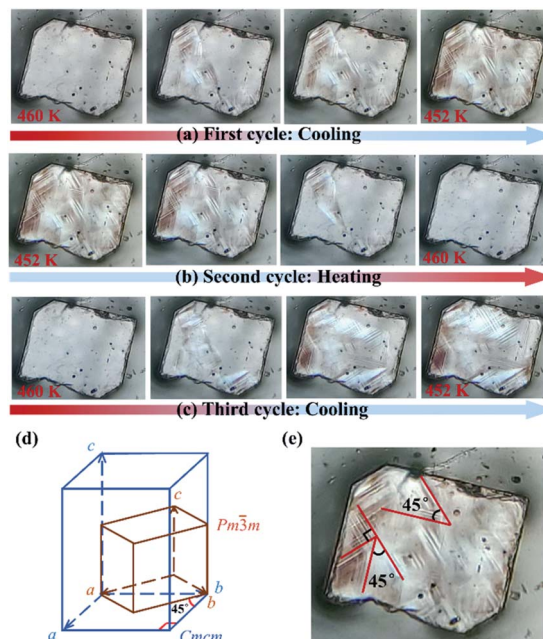 460 K
452 K
(a) First cycle: Cooling
452 K
460 K
(b) Second cycle: Heating
460 K
452 K
(c) Third cycle: Cooling
(d)
(e)
c
c
Pm3̅m
45°
a
b
b
45°
45°
a
Cmcm